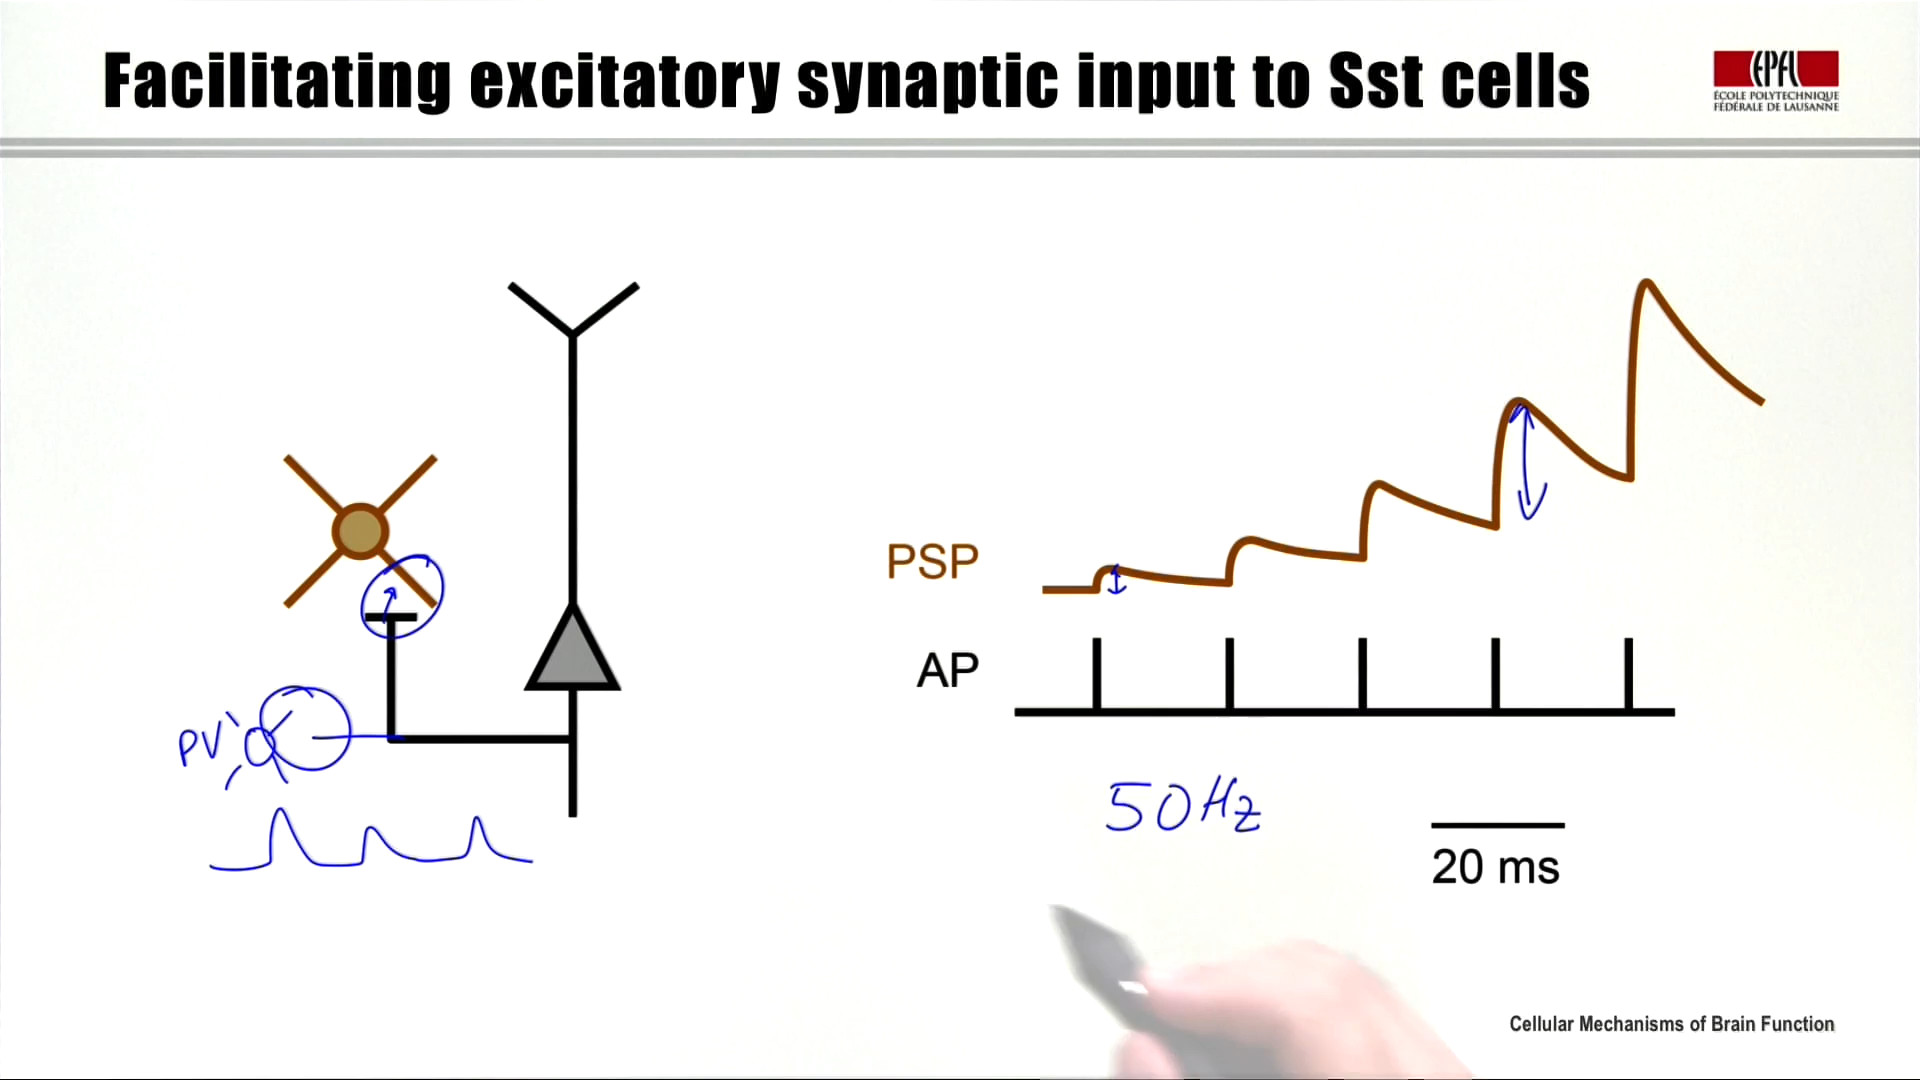 Facilitating excitatory synaptic input to Sst cells
EPFL
ÉCOLE POLYTECHNIQUE
FÉDÉRALE DE LAUSANNE
PSP
AP
PV
50Hz
20 ms
Cellular Mechanisms of Brain Function